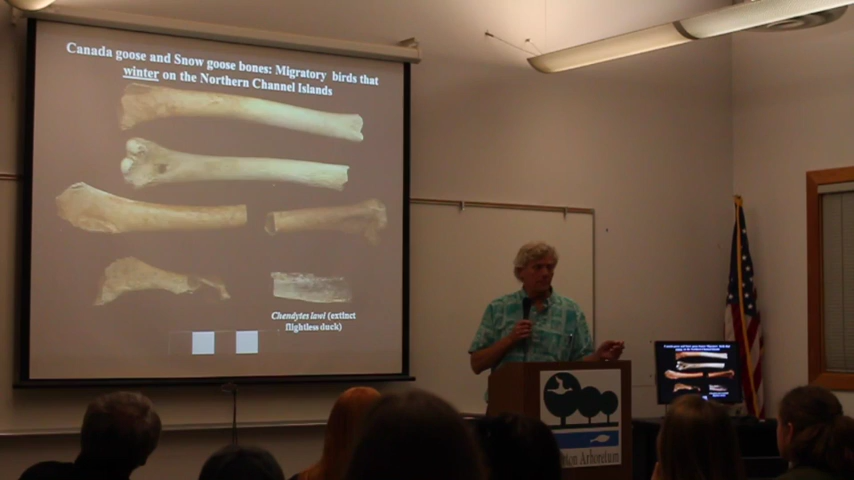 Canada goose and Snow goose bones: Migratory birds that
winter on the Northern Channel Islands
Chendytes lawi (extinct
flightless duck)
Arboretum